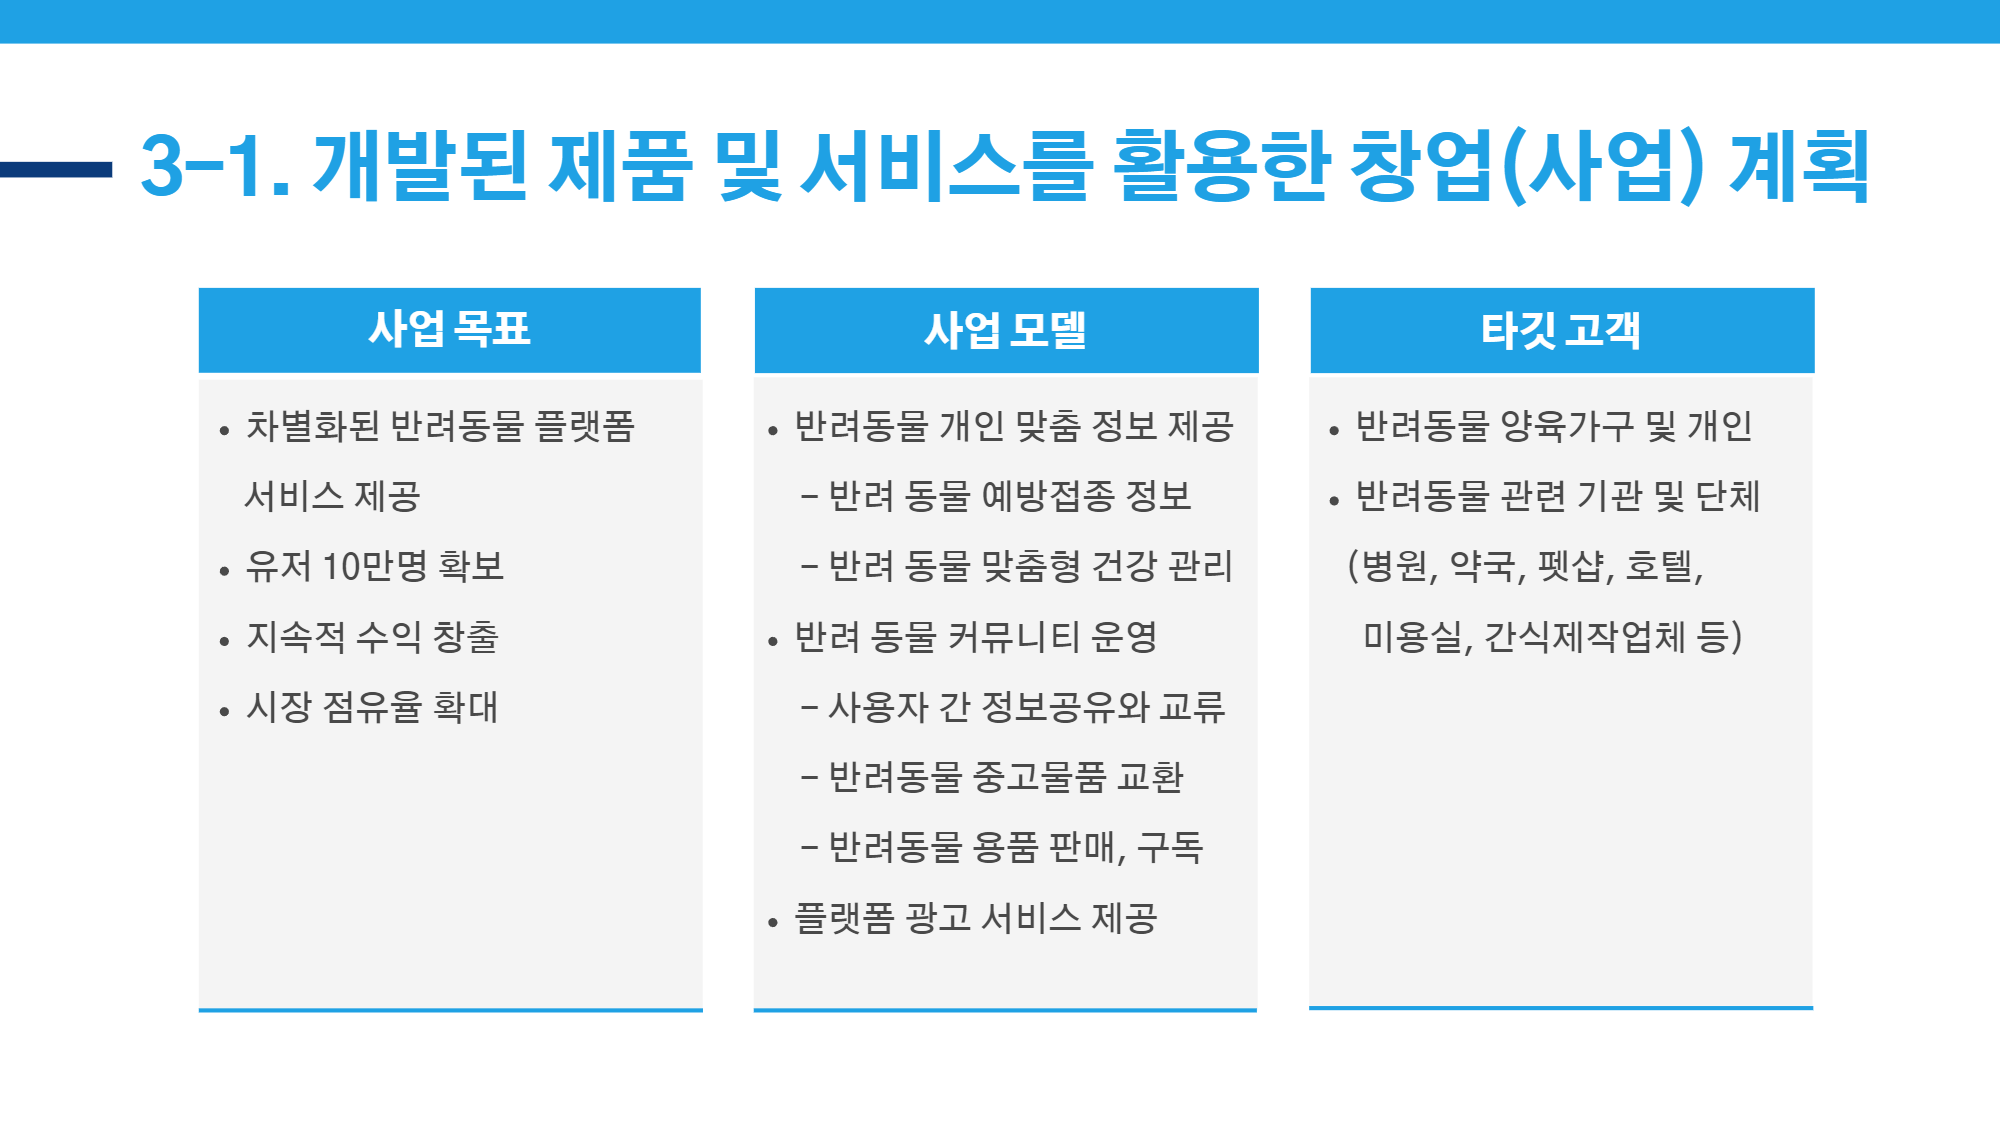 3-1. 개발된 제품 및 서비스를 활용한 창업(사업) 계획
사업 목표
• 차별화된 반려동물 플랫폼
서비스 제공
• 유저 10만명 확보
• 지속적 수익 창출
• 시장 점유율 확대
사업 모델
• 반려동물 개인 맞춤 정보 제공
- 반려 동물 예방접종 정보
- 반려 동물 맞춤형 건강 관리
• 반려 동물 커뮤니티 운영
- 사용자 간 정보공유와 교류
- 반려동물 중고물품 교환
- 반려동물 용품 판매, 구독
• 플랫폼 광고 서비스 제공
타깃 고객
• 반려동물 양육가구 및 개인
• 반려동물 관련 기관 및 단체
(병원, 약국, 펫샵, 호텔,
미용실, 간식제작업체 등)